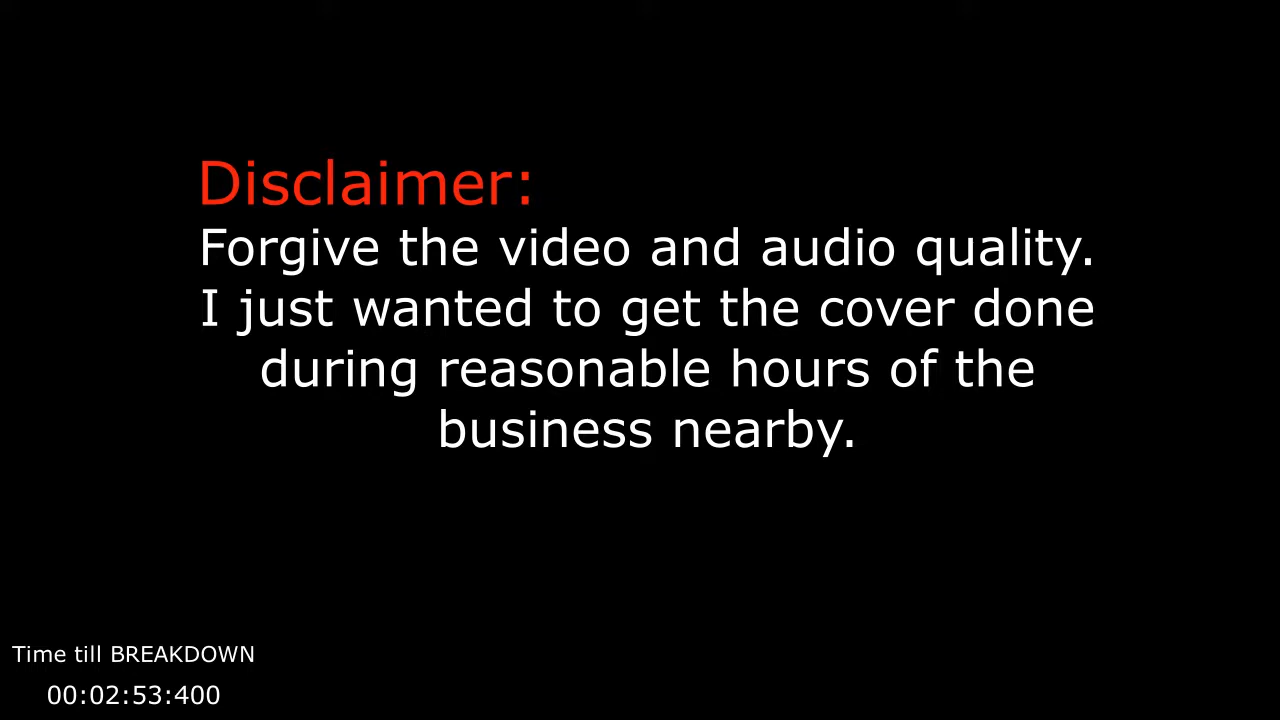 Disclaimer:
Forgive the video and audio quality.
I just wanted to get the cover done
during reasonable hours of the
business nearby.
Time till BREAKDOWN
00:02:53:400